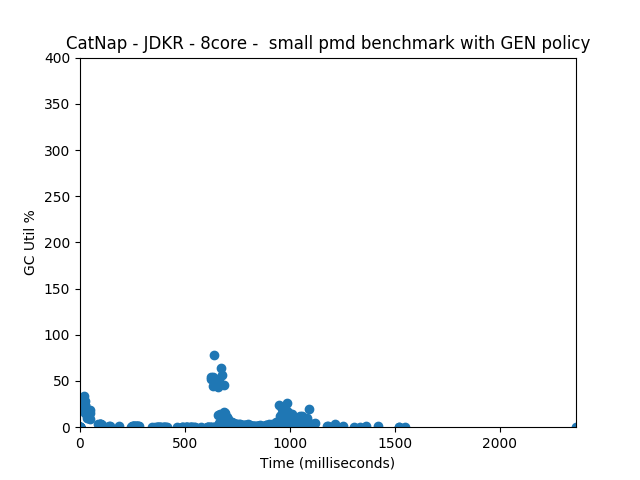 CatNap - JDKR - 8core -  small pmd benchmark with GEN policy
400
350
300
250
200
150
100
50
0
GC Util %
0 500 1000 1500 2000
Time (milliseconds)